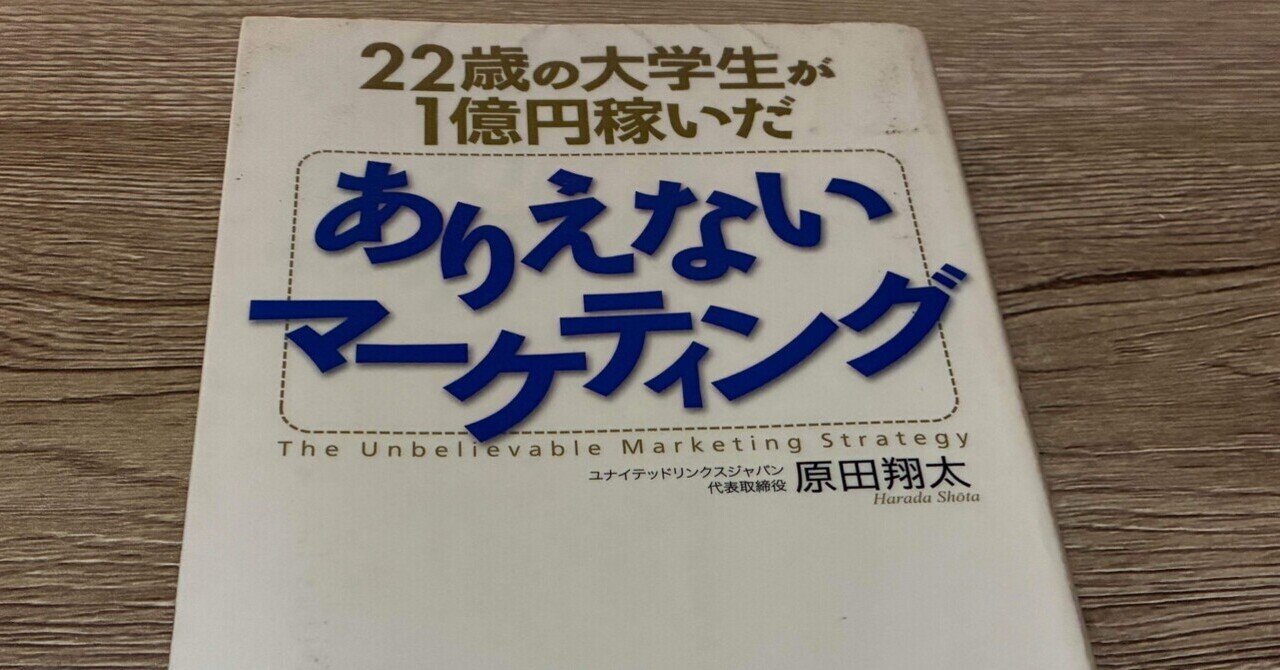 22歳の大学生が
1億円稼いだ
ありえない
マーケティング
The Unbelievable Marketing Strategy
ユナイテッドリンクスジャパン
代表取締役 原田翔太
Harada Shōta